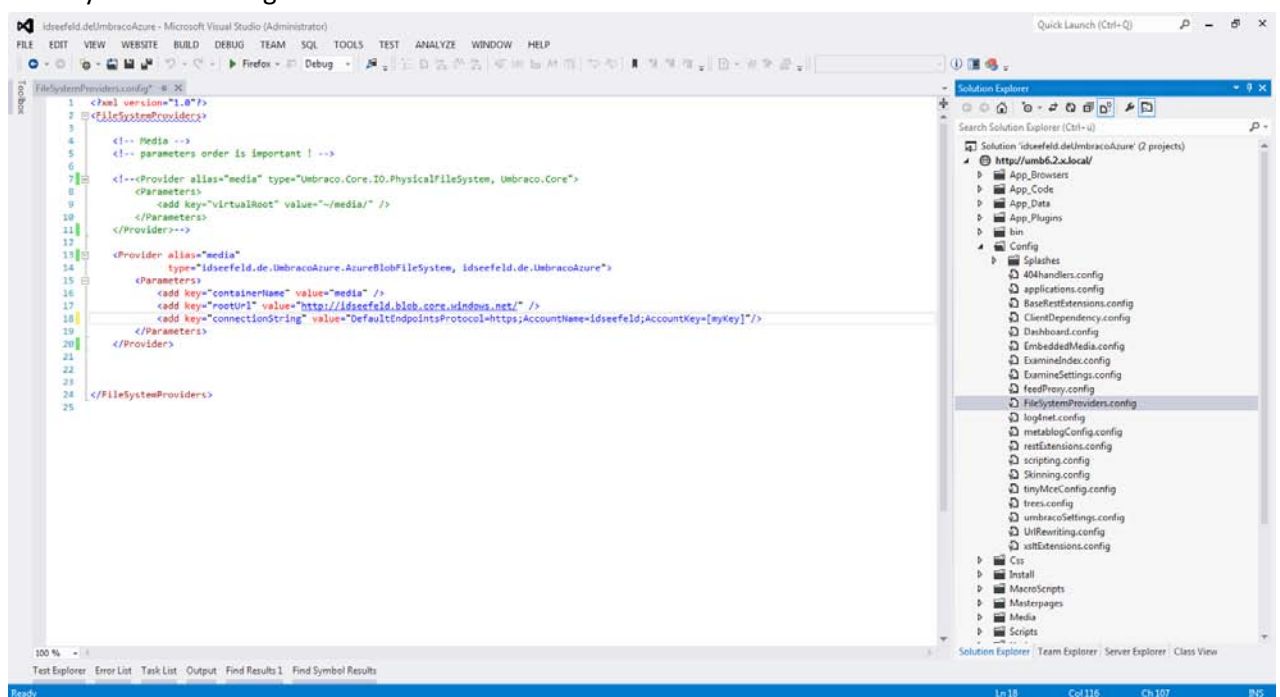 idseefeld.deUmbracoAzure - Microsoft Visual Studio (Administrator)
Quick Launch (Ctrl+Q)
FILE EDIT VIEW WEBSITE BUILD DEBUG TEAM SQL TOOLS TEST ANALYZE WINDOW HELP
Firefox Debug
Toolbox
FileSystemProviders.config*
1 <?xml version="1.0"?>
2 <FileSystemProviders>
3
4 <!-- Media -->
5 <!-- parameters order is important ! -->
6
7 <!--<Provider alias="media" type="Umbraco.Core.IO.PhysicalFileSystem, Umbraco.Core">
8 <Parameters>
9 <add key="virtualRoot" value="~/media/" />
10 </Parameters>
11 </Provider>-->
12
13 <Provider alias="media"
14 type="idseefeld.de.UmbracoAzure.AzureBlobFileSystem, idseefeld.de.UmbracoAzure">
15 <Parameters>
16 <add key="containerName" value="media" />
17 <add key="rootUrl" value="http://idseefeld.blob.core.windows.net/" />
18 <add key="connectionString" value="DefaultEndpointsProtocol=https;AccountName=idseefeld;AccountKey=[myKey]"/>
19 </Parameters>
20 </Provider>
21
22
23
24 </FileSystemProviders>
25
100 %
Solution Explorer
Search Solution Explorer (Ctrl+ü)
Solution 'idseefeld.deUmbracoAzure' (2 projects)
http://umb6.2.x.local/
App_Browsers
App_Code
App_Data
App_Plugins
bin
Config
Splashes
404handlers.config
applications.config
BaseRestExtensions.config
ClientDependency.config
Dashboard.config
EmbeddedMedia.config
ExamineIndex.config
ExamineSettings.config
feedProxy.config
FileSystemProviders.config
log4net.config
metablogConfig.config
restExtensions.config
scripting.config
Skinning.config
tinyMceConfig.config
trees.config
umbracoSettings.config
UrlRewriting.config
xsltExtensions.config
Css
Install
MacroScripts
Masterpages
Media
Scripts
Solution Explorer Team Explorer Server Explorer Class View
Test Explorer Error List Task List Output Find Results 1 Find Symbol Results
Ready Ln 18 Col 116 Ch 107 INS